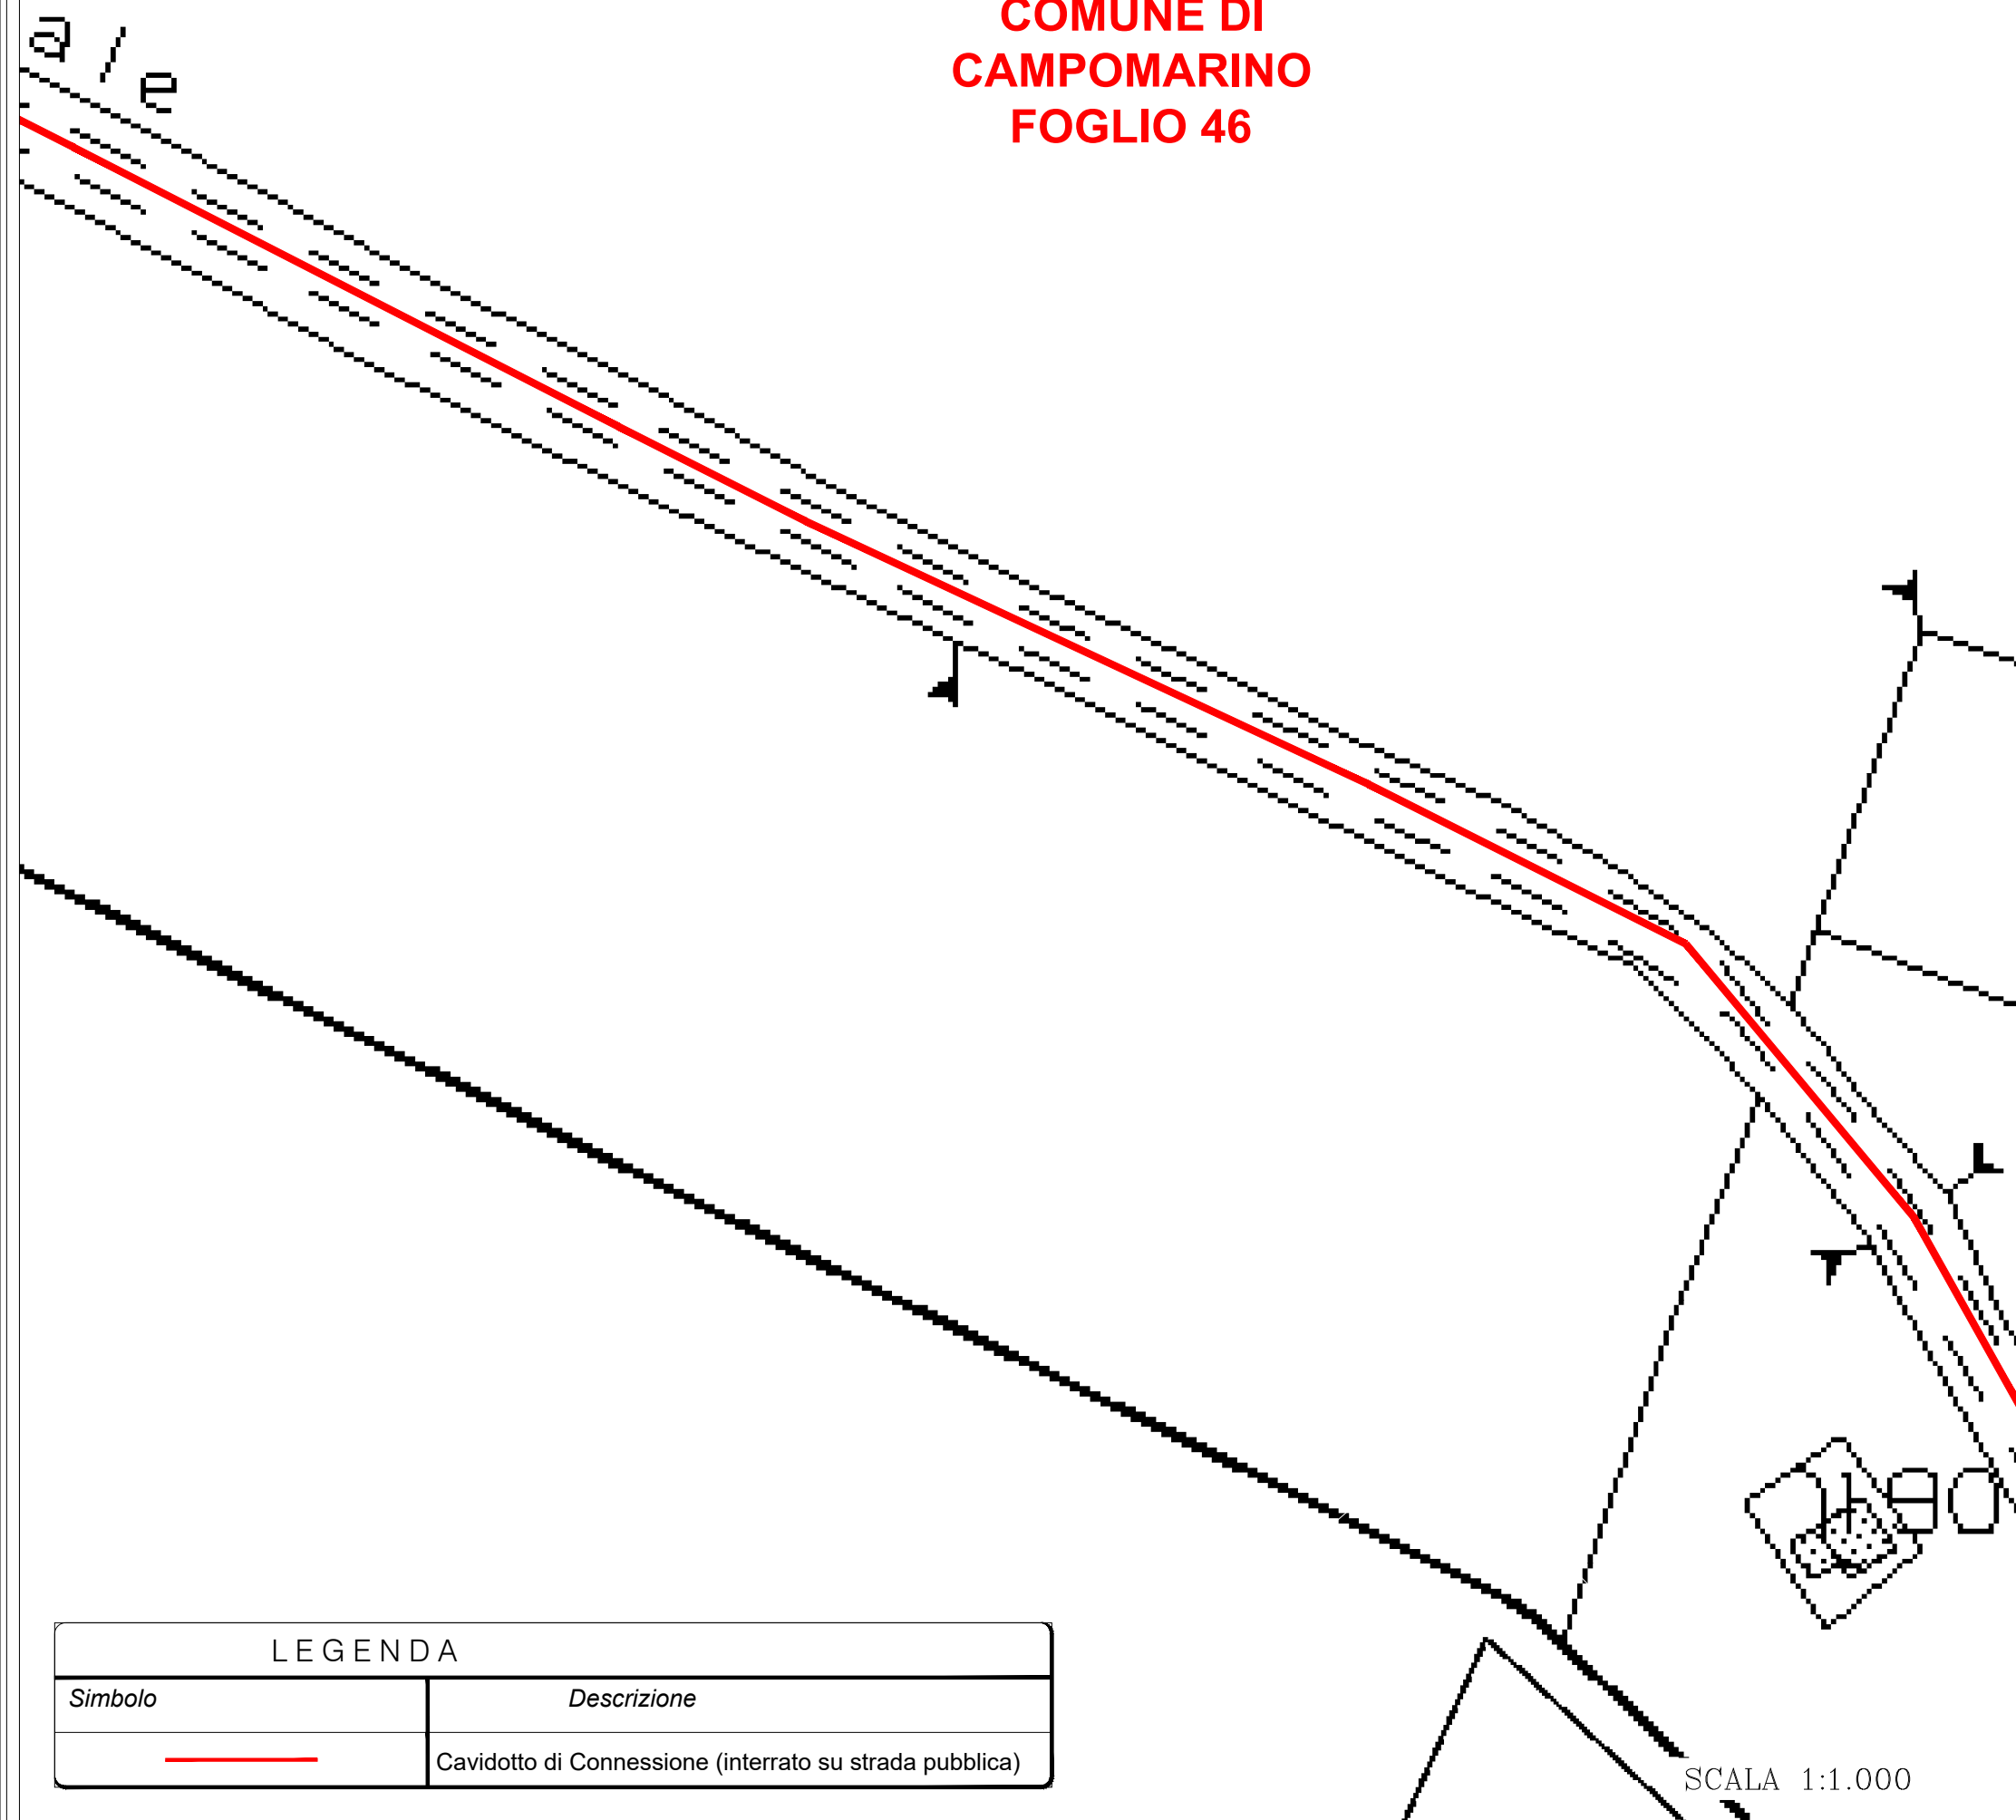 COMUNE DI
CAMPOMARINO
FOGLIO 46
ale
LEGENDA
Simbolo Descrizione
Cavidotto di Connessione (interrato su strada pubblica)
SCALA 1:1.000